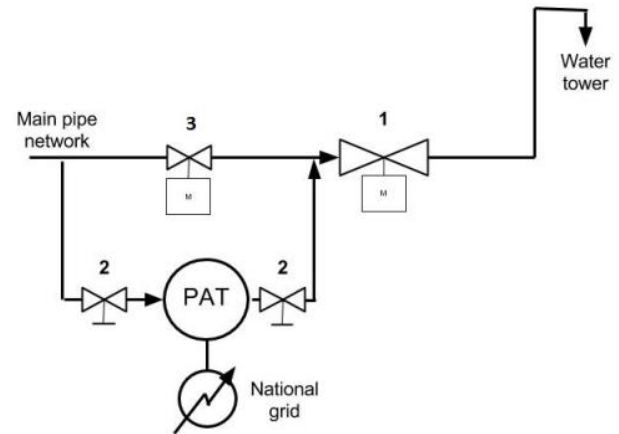 Water
tower
Main pipe
network
3
1
M
M
2
2
PAT
National
grid